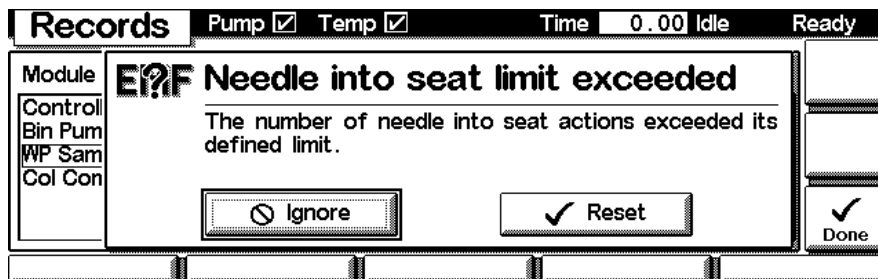 Records Pump Temp Time 0.00 Idle Ready
Module
Controll
Bin Pum
WP Sam
Col Con
E?F Needle into seat limit exceeded
The number of needle into seat actions exceeded its
defined limit.
Ignore Reset
Done